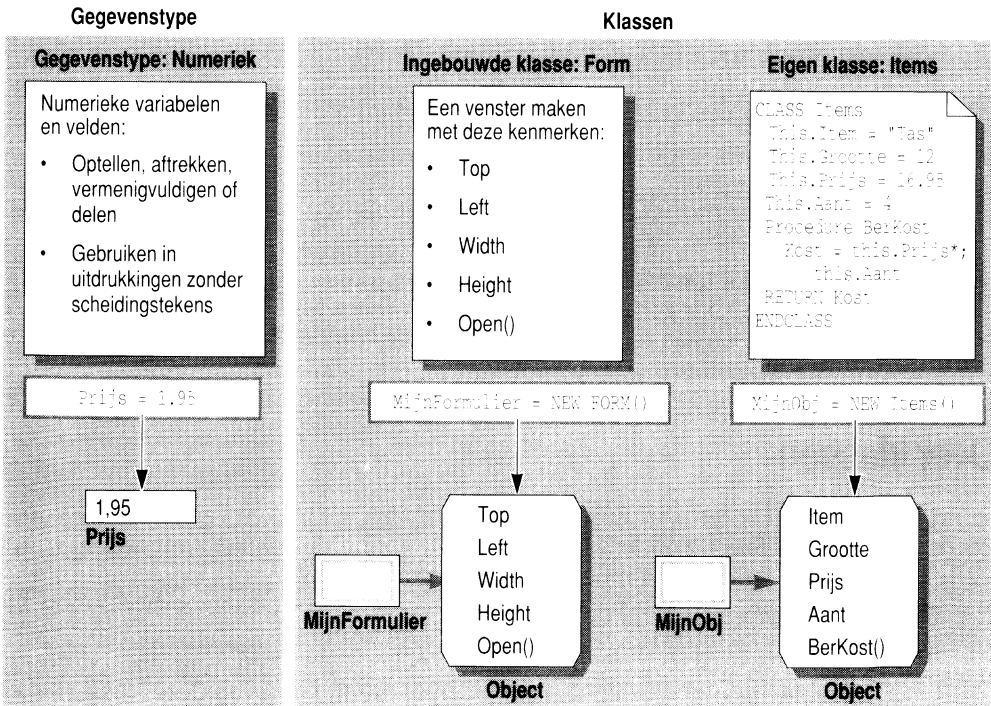 Gegevenstype
Gegevenstype: Numeriek
Numerieke variabelen
en velden:
• Optellen, aftrekken,
vermenigvuldigen of
delen
• Gebruiken in
uitdrukkingen zonder
scheidingstekens
Prijs = 1.95
1,95
Prijs
Klassen
Ingebouwde klasse: Form
Een venster maken
met deze kenmerken:
• Top
• Left
• Width
• Height
• Open()
MijnFormulier = NEW FORM()
MijnFormulier
Top
Left
Width
Height
Open()
Object
Eigen klasse: Items
CLASS Items
This.Item = "Tas"
This.Grootte = 12
This.Prijs = 16.95
This.Aant = 4
Procedure BerKost
Kost = this.Prijs*;
this.Aant
RETURN Kost
ENDCLASS
MijnObj = NEW Items()
MijnObj
Item
Grootte
Prijs
Aant
BerKost()
Object